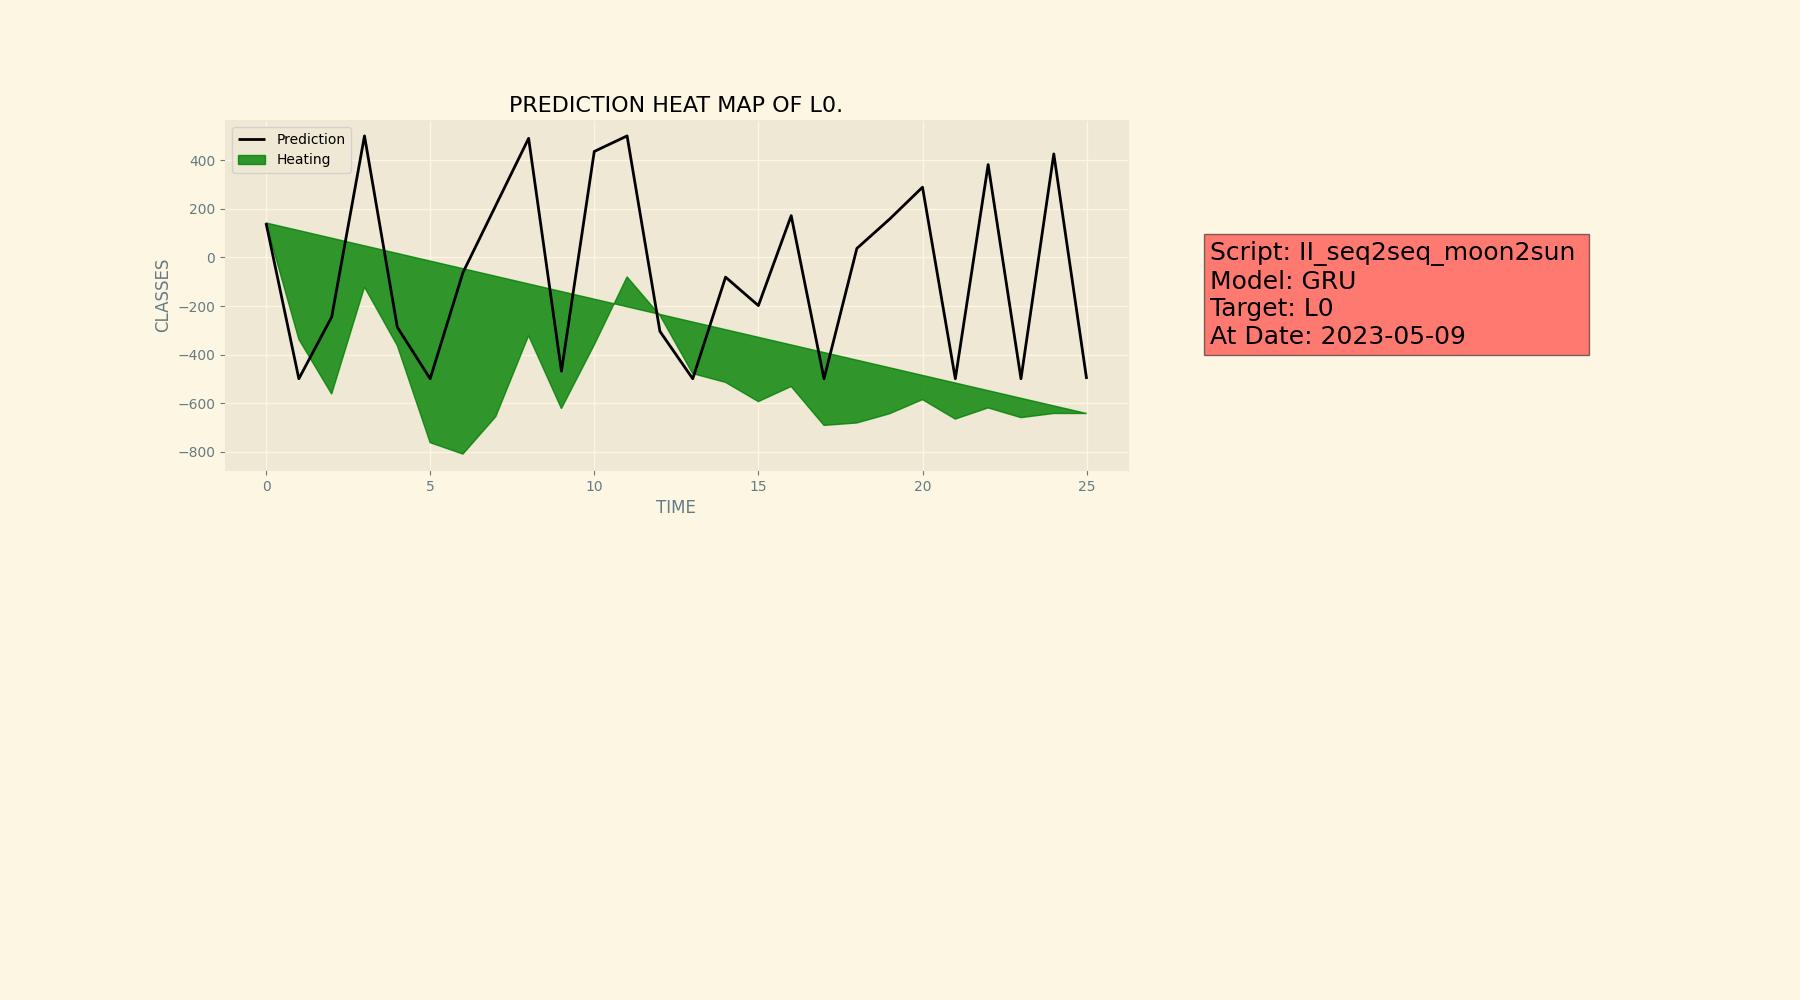 PREDICTION HEAT MAP OF L0.
Prediction
Heating
400
200
0
−200
−400
−600
−800
CLASSES
0 5 10 15 20 25
TIME
Script: II_seq2seq_moon2sun
Model: GRU
Target: L0
At Date: 2023-05-09